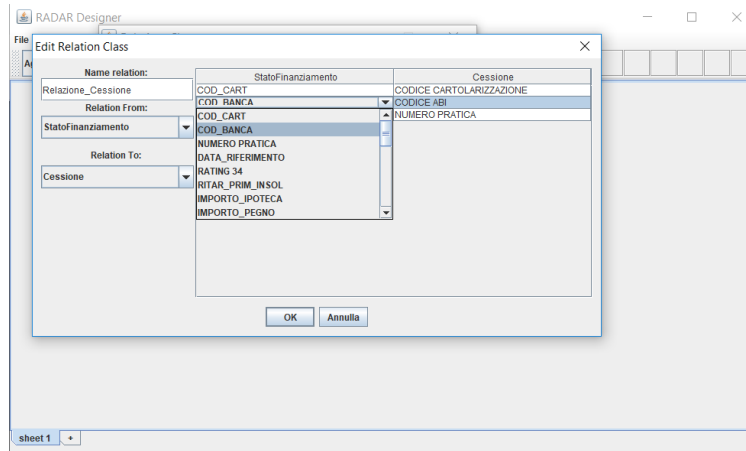 RADAR Designer
File
Edit Relation Class
Name relation:
Relazione_Cessione
Relation From:
StatoFinanziamento
Relation To:
Cessione
StatoFinanziamento Cessione
COD_CART CODICE CARTOLARIZZAZIONE
COD_BANCA CODICE ABI
NUMERO PRATICA
COD_CART
COD_BANCA
NUMERO PRATICA
DATA_RIFERIMENTO
RATING 34
RITAR_PRIM_INSOL
IMPORTO_IPOTECA
IMPORTO_PEGNO
OK Annulla
sheet 1 +